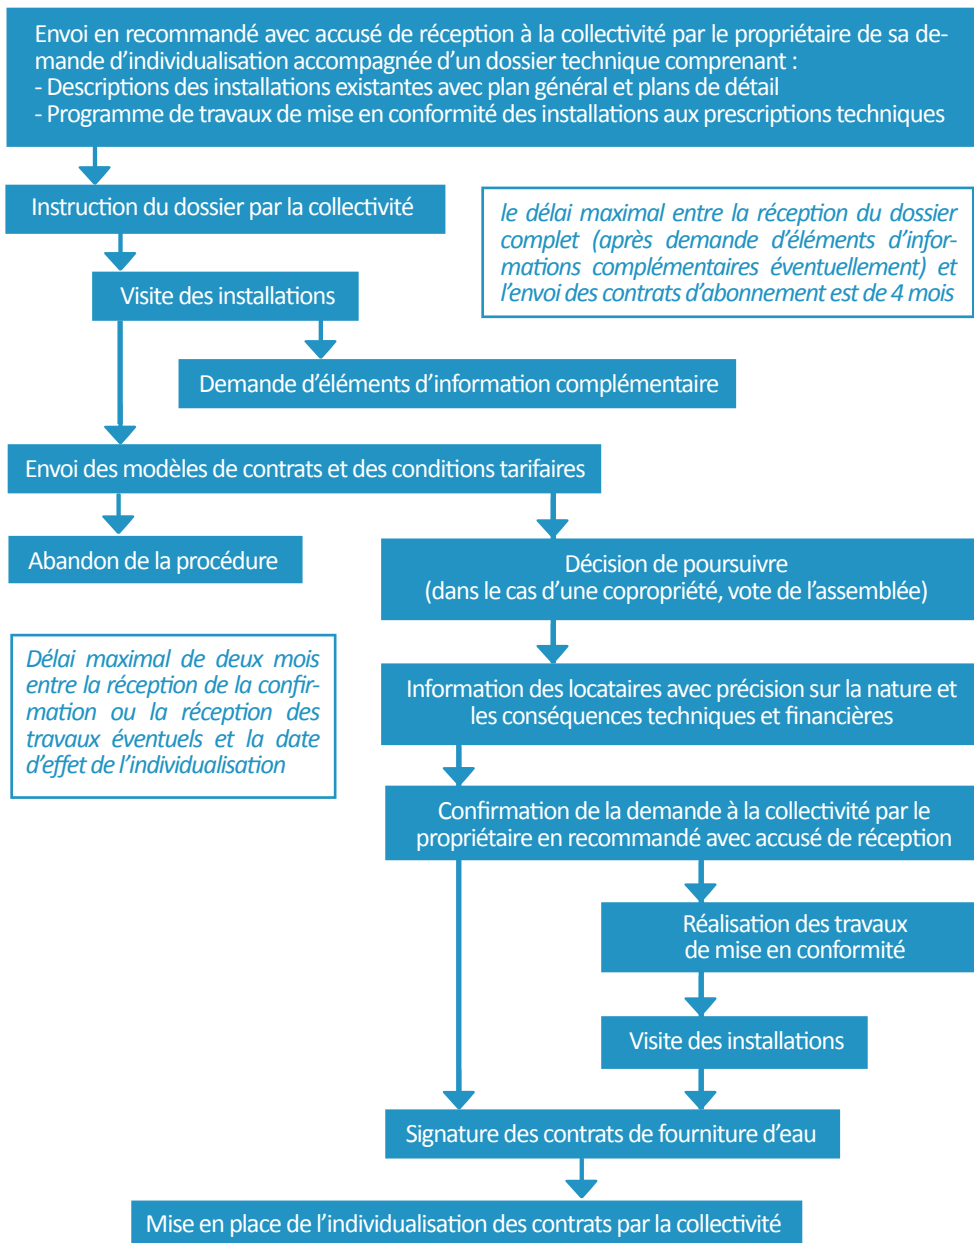 Envoi en recommandé avec accusé de réception à la collectivité par le propriétaire de sa de-
mande d’individualisation accompagnée d’un dossier technique comprenant :
- Descriptions des installations existantes avec plan général et plans de détail
- Programme de travaux de mise en conformité des installations aux prescriptions techniques
Instruction du dossier par la collectivité
le délai maximal entre la réception du dossier
complet (après demande d’éléments d’infor-
mations complémentaires éventuellement) et
l’envoi des contrats d’abonnement est de 4 mois
Visite des installations
Demande d’éléments d’information complémentaire
Envoi des modèles de contrats et des conditions tarifaires
Abandon de la procédure
Décision de poursuivre
(dans le cas d’une copropriété, vote de l’assemblée)
Délai maximal de deux mois
entre la réception de la confir-
mation ou la réception des
travaux éventuels et la date
d’effet de l’individualisation
Information des locataires avec précision sur la nature et
les conséquences techniques et financières
Confirmation de la demande à la collectivité par le
propriétaire en recommandé avec accusé de réception
Réalisation des travaux
de mise en conformité
Visite des installations
Signature des contrats de fourniture d’eau
Mise en place de l’individualisation des contrats par la collectivité